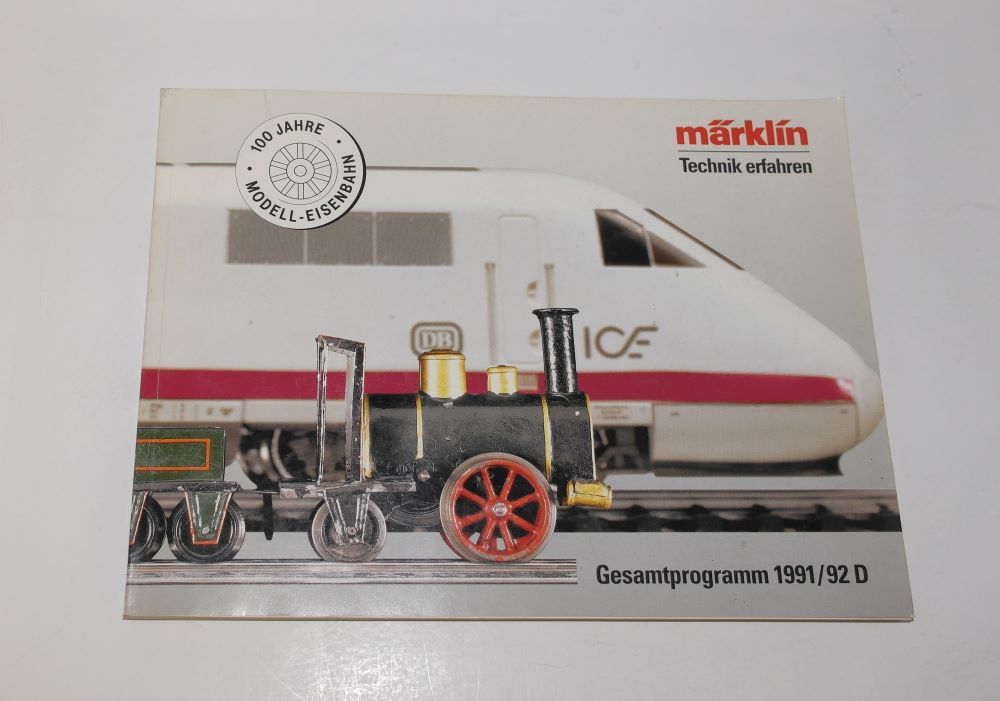 100 JAHRE
MODELL-EISENBAHN
märklin
Technik erfahren
DB
ICE
Gesamtprogramm 1991/92 D